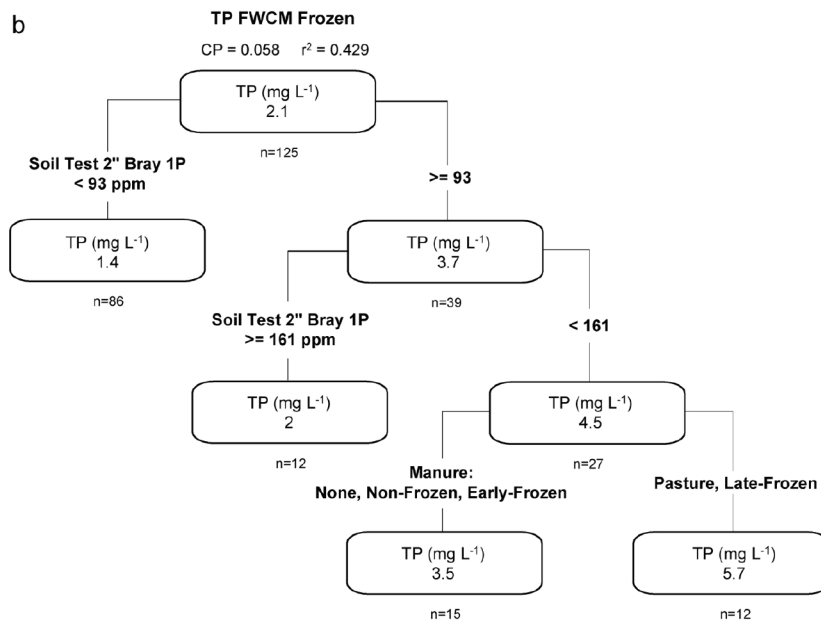 b
TP FWCM Frozen
CP = 0.058 r² = 0.429
TP (mg L⁻¹)
2.1
n=125
Soil Test 2" Bray 1P
< 93 ppm
>= 93
TP (mg L⁻¹)
1.4
n=86
TP (mg L⁻¹)
3.7
n=39
Soil Test 2" Bray 1P
>= 161 ppm
< 161
TP (mg L⁻¹)
2
n=12
TP (mg L⁻¹)
4.5
n=27
Manure:
None, Non-Frozen, Early-Frozen
Pasture, Late-Frozen
TP (mg L⁻¹)
3.5
n=15
TP (mg L⁻¹)
5.7
n=12